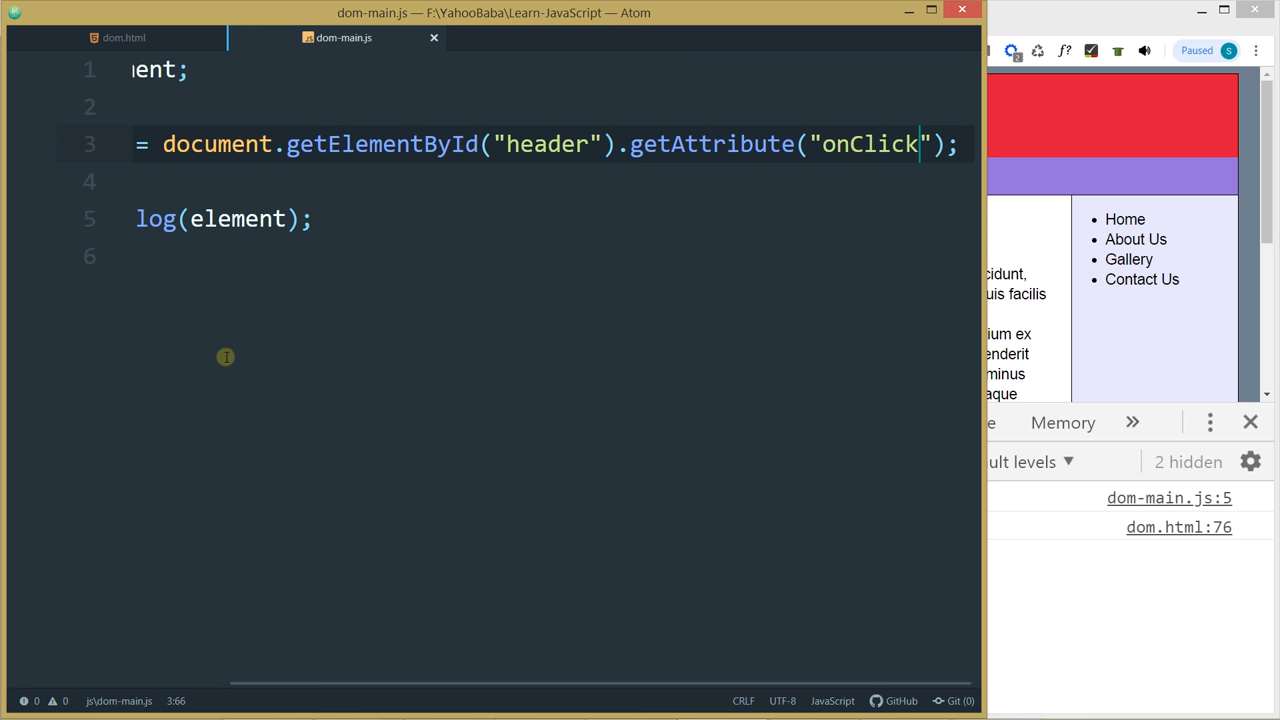 dom-main.js — F:\YahooBaba\Learn-JavaScript — Atom
dom.html
dom-main.js
1 ent;
2
3 = document.getElementById("header").getAttribute("onClick");
4
5 log(element);
6
0 0 js\dom-main.js 3:66 CRLF UTF-8 JavaScript GitHub Git (0)
2 f? Paused S
Home
About Us
Gallery
Contact Us
cidunt,
uis facilis
ium ex
enderit
minus
aque
e Memory »
ult levels ▼ 2 hidden
dom-main.js:5
dom.html:76